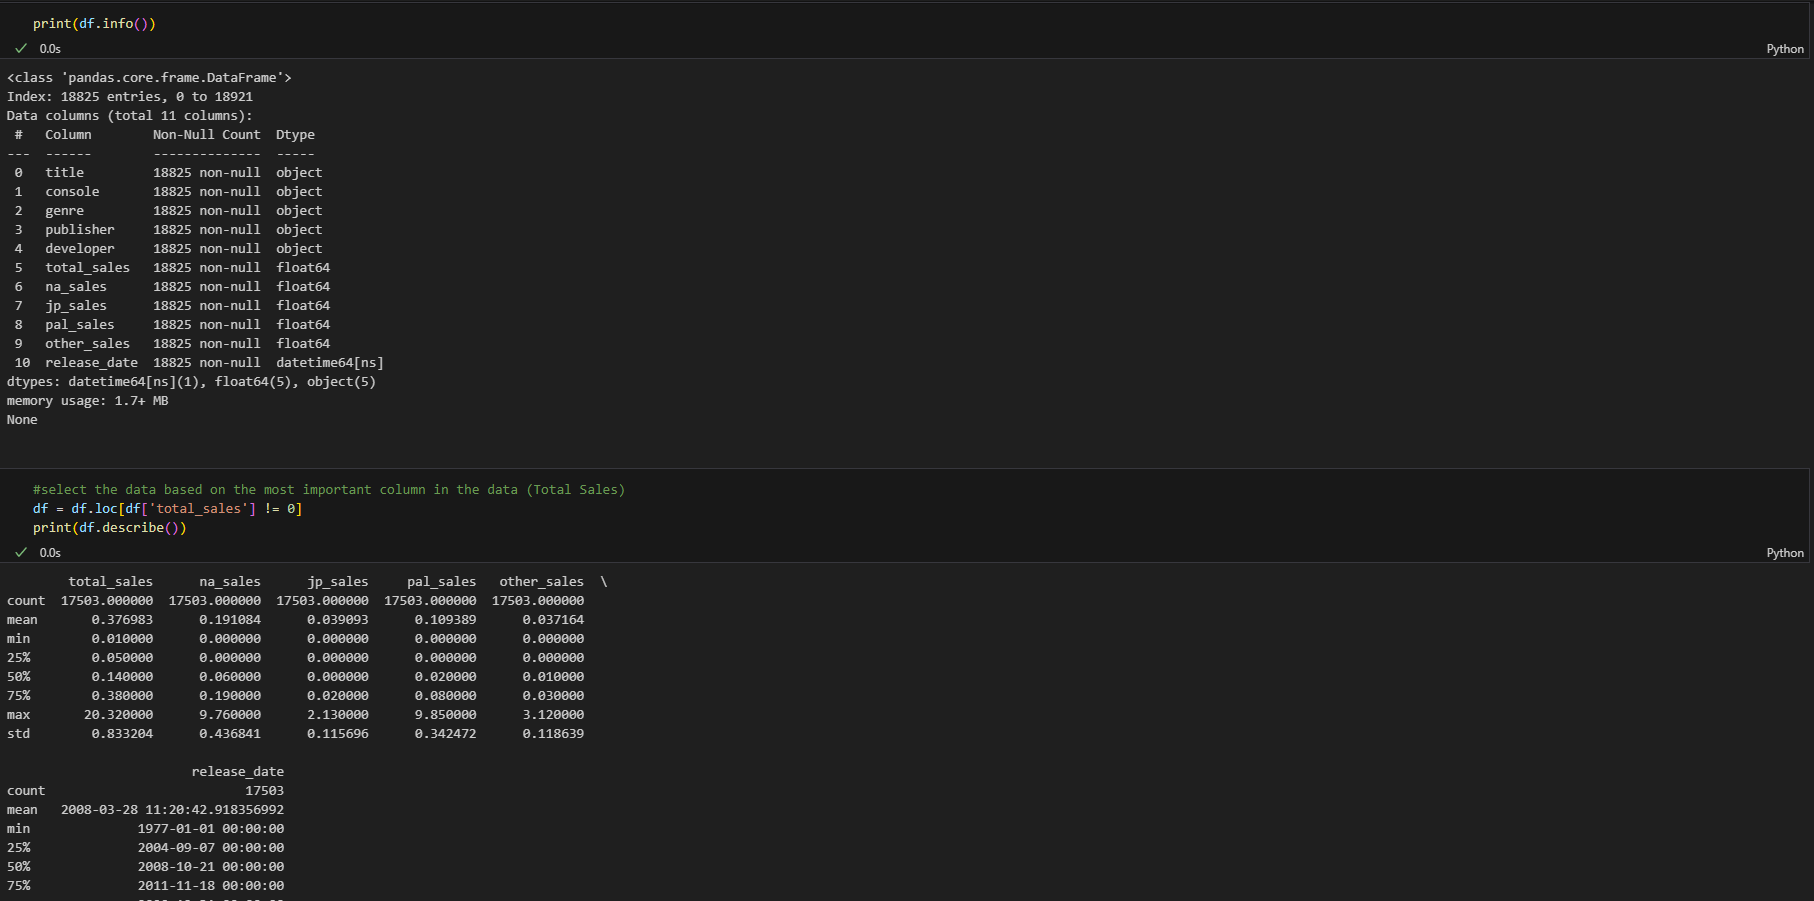 print(df.info())
0.0s
Python
<class 'pandas.core.frame.DataFrame'>
Index: 18825 entries, 0 to 18921
Data columns (total 11 columns):
 #   Column        Non-Null Count  Dtype
---  ------        --------------  -----
 0   title         18825 non-null  object
 1   console       18825 non-null  object
 2   genre         18825 non-null  object
 3   publisher     18825 non-null  object
 4   developer     18825 non-null  object
 5   total_sales   18825 non-null  float64
 6   na_sales      18825 non-null  float64
 7   jp_sales      18825 non-null  float64
 8   pal_sales     18825 non-null  float64
 9   other_sales   18825 non-null  float64
 10  release_date  18825 non-null  datetime64[ns]
dtypes: datetime64[ns](1), float64(5), object(5)
memory usage: 1.7+ MB
None
#select the data based on the most important column in the data (Total Sales)
df = df.loc[df['total_sales'] != 0]
print(df.describe())
0.0s
Python
        total_sales      na_sales      jp_sales     pal_sales   other_sales  \
count  17503.000000  17503.000000  17503.000000  17503.000000  17503.000000
mean       0.376983      0.191084      0.039093      0.109389      0.037164
min        0.010000      0.000000      0.000000      0.000000      0.000000
25%        0.050000      0.000000      0.000000      0.000000      0.000000
50%        0.140000      0.060000      0.000000      0.020000      0.010000
75%        0.380000      0.190000      0.020000      0.080000      0.030000
max       20.320000      9.760000      2.130000      9.850000      3.120000
std        0.833204      0.436841      0.115696      0.342472      0.118639
                        release_date
count                          17503
mean   2008-03-28 11:20:42.918356992
min              1977-01-01 00:00:00
25%              2004-09-07 00:00:00
50%              2008-10-21 00:00:00
75%              2011-11-18 00:00:00